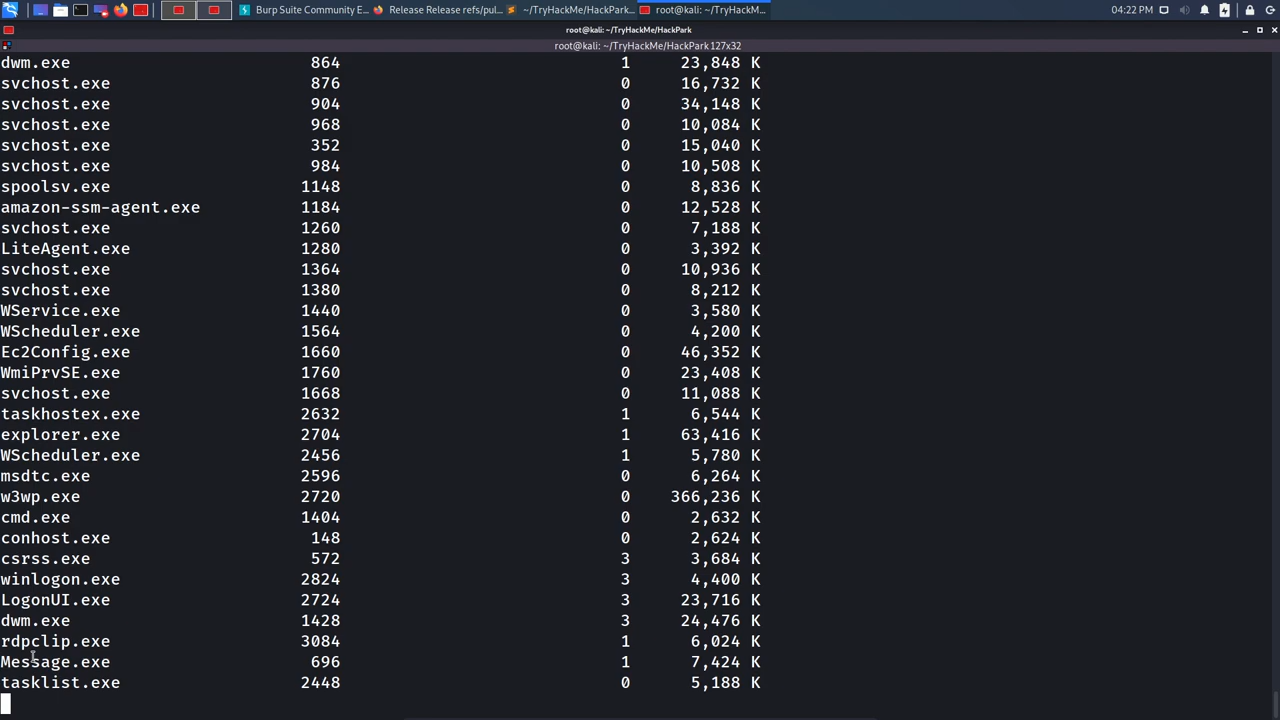 Burp Suite Community E... Release Release refs/pul... ~/TryHackMe/HackPark... root@kali: ~/TryHackM... 04:22 PM
root@kali: ~/TryHackMe/HackPark
root@kali: ~/TryHackMe/HackPark 127x32
dwm.exe 864 1 23,848 K
svchost.exe 876 0 16,732 K
svchost.exe 904 0 34,148 K
svchost.exe 968 0 10,084 K
svchost.exe 352 0 15,040 K
svchost.exe 984 0 10,508 K
spoolsv.exe 1148 0 8,836 K
amazon-ssm-agent.exe 1184 0 12,528 K
svchost.exe 1260 0 7,188 K
LiteAgent.exe 1280 0 3,392 K
svchost.exe 1364 0 10,936 K
svchost.exe 1380 0 8,212 K
WService.exe 1440 0 3,580 K
WScheduler.exe 1564 0 4,200 K
Ec2Config.exe 1660 0 46,352 K
WmiPrvSE.exe 1760 0 23,408 K
svchost.exe 1668 0 11,088 K
taskhostex.exe 2632 1 6,544 K
explorer.exe 2704 1 63,416 K
WScheduler.exe 2456 1 5,780 K
msdtc.exe 2596 0 6,264 K
w3wp.exe 2720 0 366,236 K
cmd.exe 1404 0 2,632 K
conhost.exe 148 0 2,624 K
csrss.exe 572 3 3,684 K
winlogon.exe 2824 3 4,400 K
LogonUI.exe 2724 3 23,716 K
dwm.exe 1428 3 24,476 K
rdpclip.exe 3084 1 6,024 K
Message.exe 696 1 7,424 K
tasklist.exe 2448 0 5,188 K